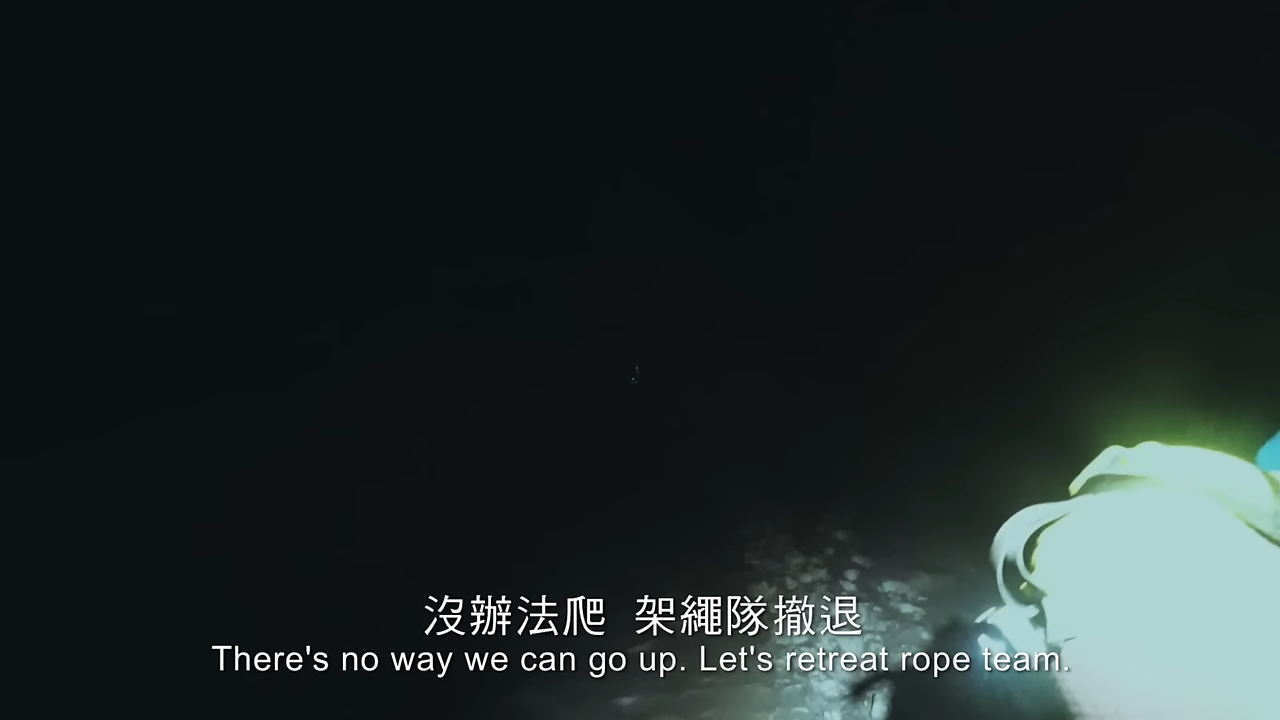 沒辦法爬 架繩隊撤退
There's no way we can go up. Let's retreat rope team.